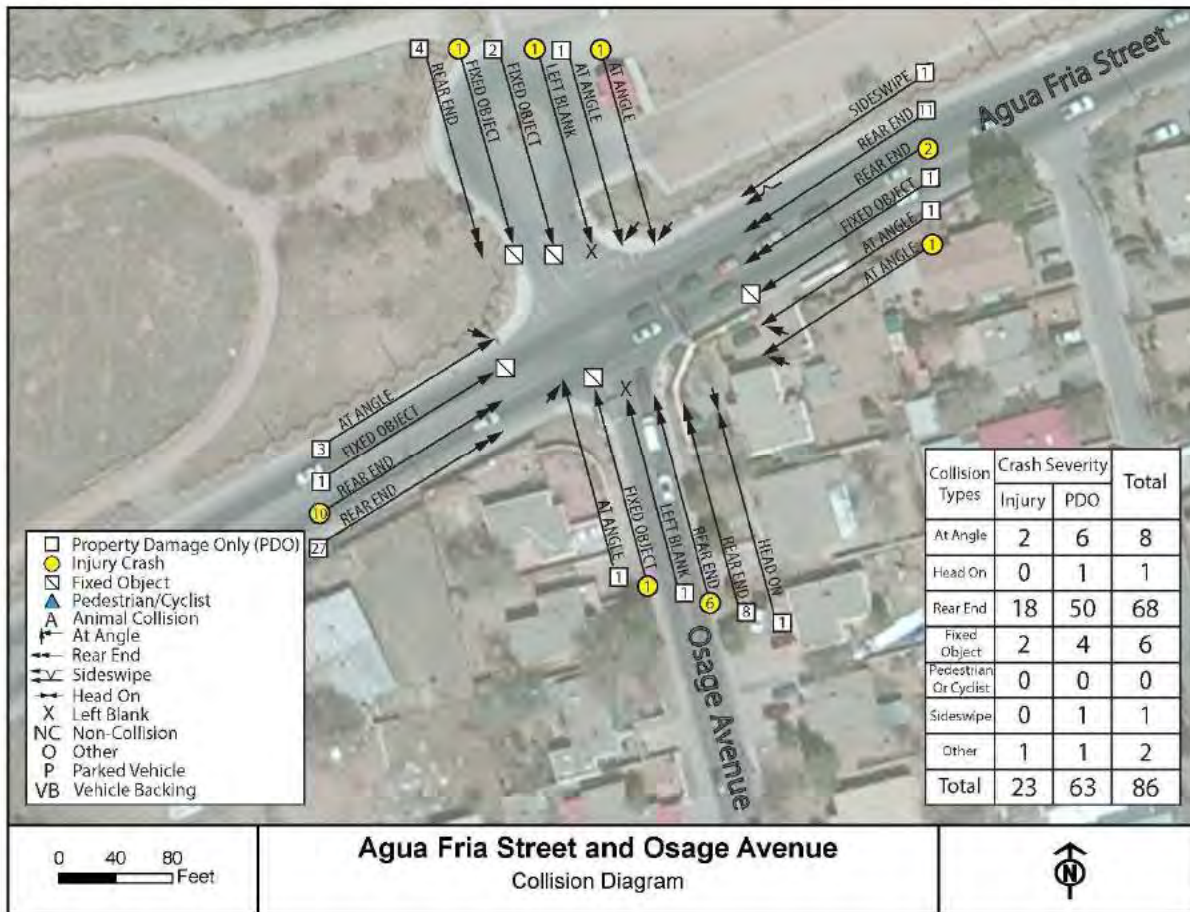 4
1
2
1
1
1
REAR END
FIXED OBJECT
FIXED OBJECT
LEFT BLANK
AT ANGLE
AT ANGLE
SIDESWIPE 1
REAR END 11
REAR END 2
FIXED OBJECT 1
AT ANGLE 1
AT ANGLE 1
Agua Fria Street
X
AT ANGLE
3
FIXED OBJECT
1
REAR END
10
REAR END
27
X
AT ANGLE
FIXED OBJECT
LEFT BLANK
REAR END
REAR END
HEAD ON
1
1
1
6
8
1
Osage Avenue
Property Damage Only (PDO)
Injury Crash
Fixed Object
Pedestrian/Cyclist
A Animal Collision
At Angle
Rear End
Sideswipe
Head On
X Left Blank
NC Non-Collision
O Other
P Parked Vehicle
VB Vehicle Backing
Collision Types Crash Severity Total
Injury PDO
At Angle 2 6 8
Head On 0 1 1
Rear End 18 50 68
Fixed Object 2 4 6
Pedestrian Or Cyclist 0 0 0
Sideswipe 0 1 1
Other 1 1 2
Total 23 63 86
0 40 80
Feet
Agua Fria Street and Osage Avenue
Collision Diagram
N